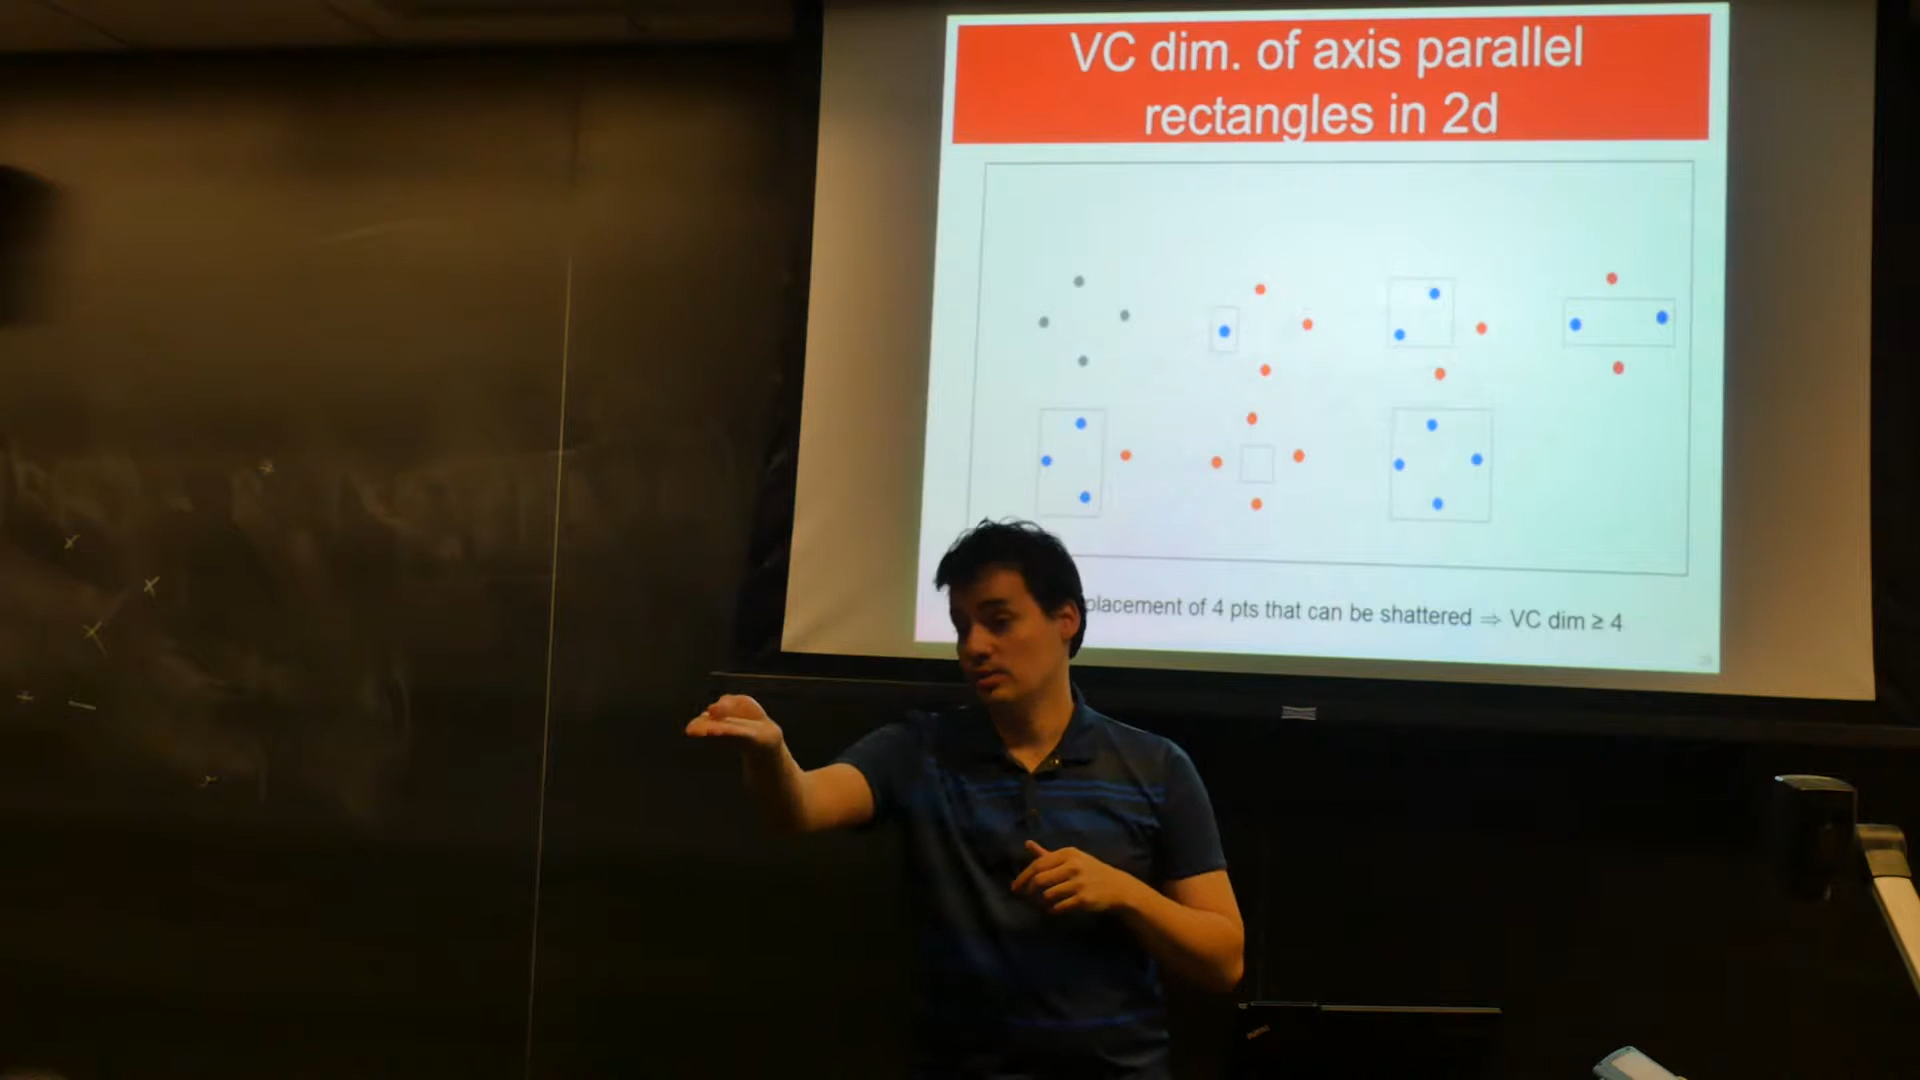 VC dim. of axis parallel
rectangles in 2d
placement of 4 pts that can be shattered ⇒ VC dim ≥ 4